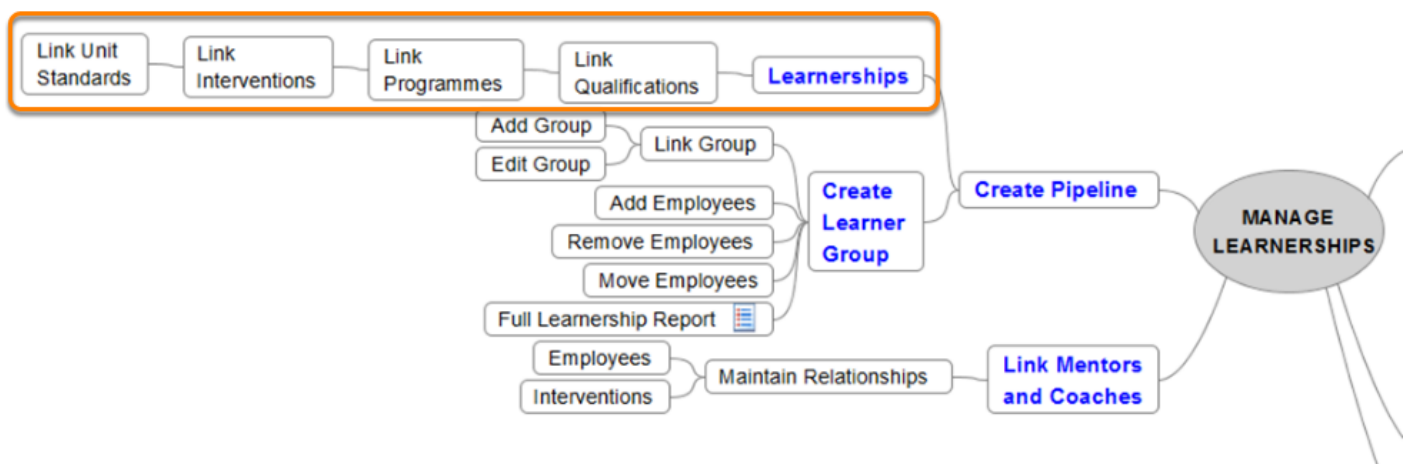 Link Unit
Standards
Link
Interventions
Link
Programmes
Link
Qualifications
Learnerships
Add Group
Edit Group
Link Group
Add Employees
Remove Employees
Move Employees
Full Learnership Report
Create
Learner
Group
Create Pipeline
MANAGE
LEARNERSHIPS
Employees
Interventions
Maintain Relationships
Link Mentors
and Coaches